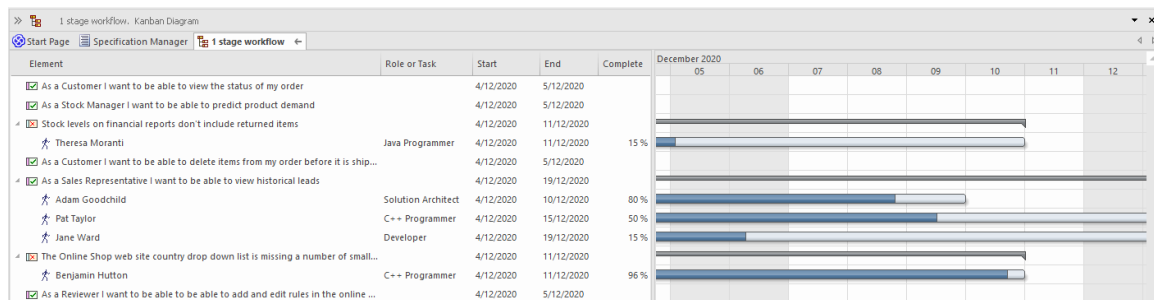 1 stage workflow. Kanban Diagram
Start Page Specification Manager 1 stage workflow
Element Role or Task Start End Complete December 2020
05 06 07 08 09 10 11 12
As a Customer I want to be able to view the status of my order 4/12/2020 5/12/2020
As a Stock Manager I want to be able to predict product demand 4/12/2020 5/12/2020
Stock levels on financial reports don't include returned items 4/12/2020 11/12/2020
Theresa Moranti Java Programmer 4/12/2020 11/12/2020 15 %
As a Customer I want to be able to delete items from my order before it is ship... 4/12/2020 5/12/2020
As a Sales Representative I want to be able to view historical leads 4/12/2020 19/12/2020
Adam Goodchild Solution Architect 4/12/2020 10/12/2020 80 %
Pat Taylor C++ Programmer 4/12/2020 15/12/2020 50 %
Jane Ward Developer 4/12/2020 19/12/2020 15 %
The Online Shop web site country drop down list is missing a number of small... 4/12/2020 11/12/2020
Benjamin Hutton C++ Programmer 4/12/2020 11/12/2020 96 %
As a Reviewer I want to be able to be able to add and edit rules in the online ... 4/12/2020 5/12/2020